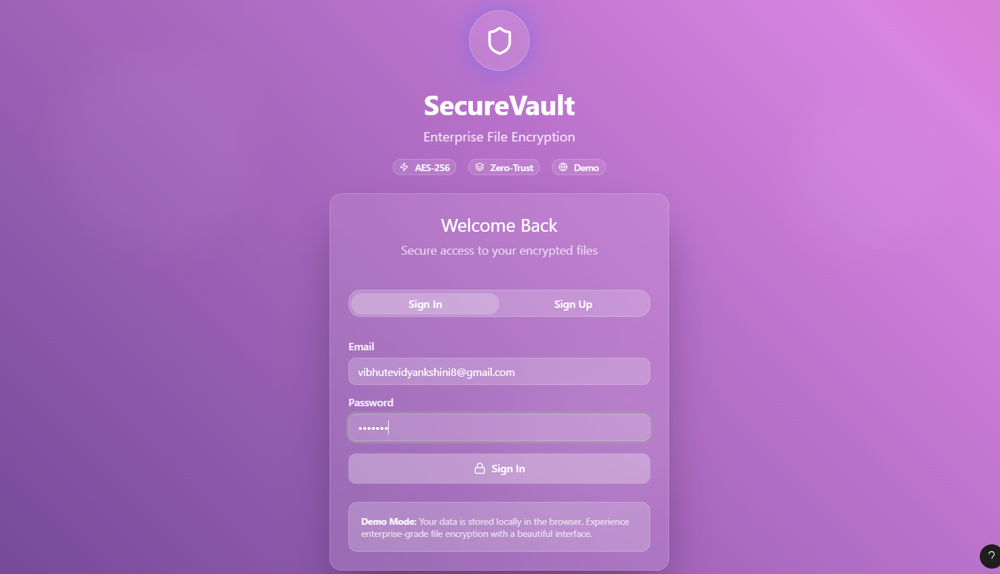 SecureVault
Enterprise File Encryption
AES-256 Zero-Trust Demo
Welcome Back
Secure access to your encrypted files
Sign In Sign Up
Email
vibhutevidyankshini8@gmail.com
Password
•••••••
Sign In
Demo Mode: Your data is stored locally in the browser. Experience
enterprise-grade file encryption with a beautiful interface.
?